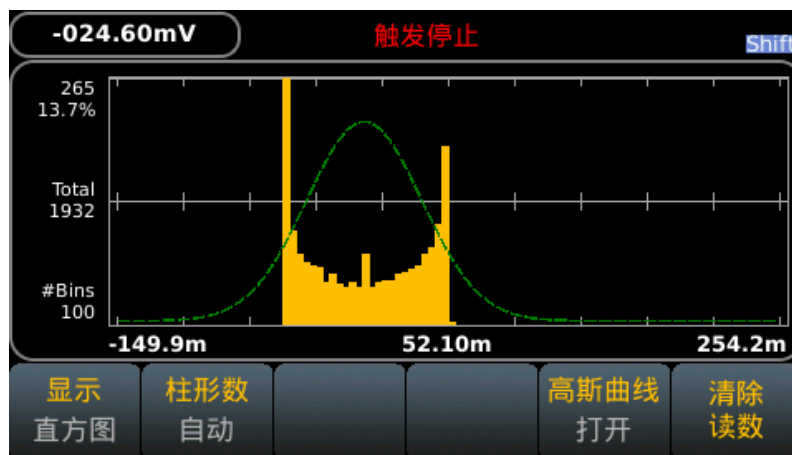 -024.60mV
触发停止
Shift
265
13.7%
Total
1932
#Bins
100
-149.9m
52.10m
254.2m
显示
直方图
柱形数
自动
高斯曲线
打开
清除
读数